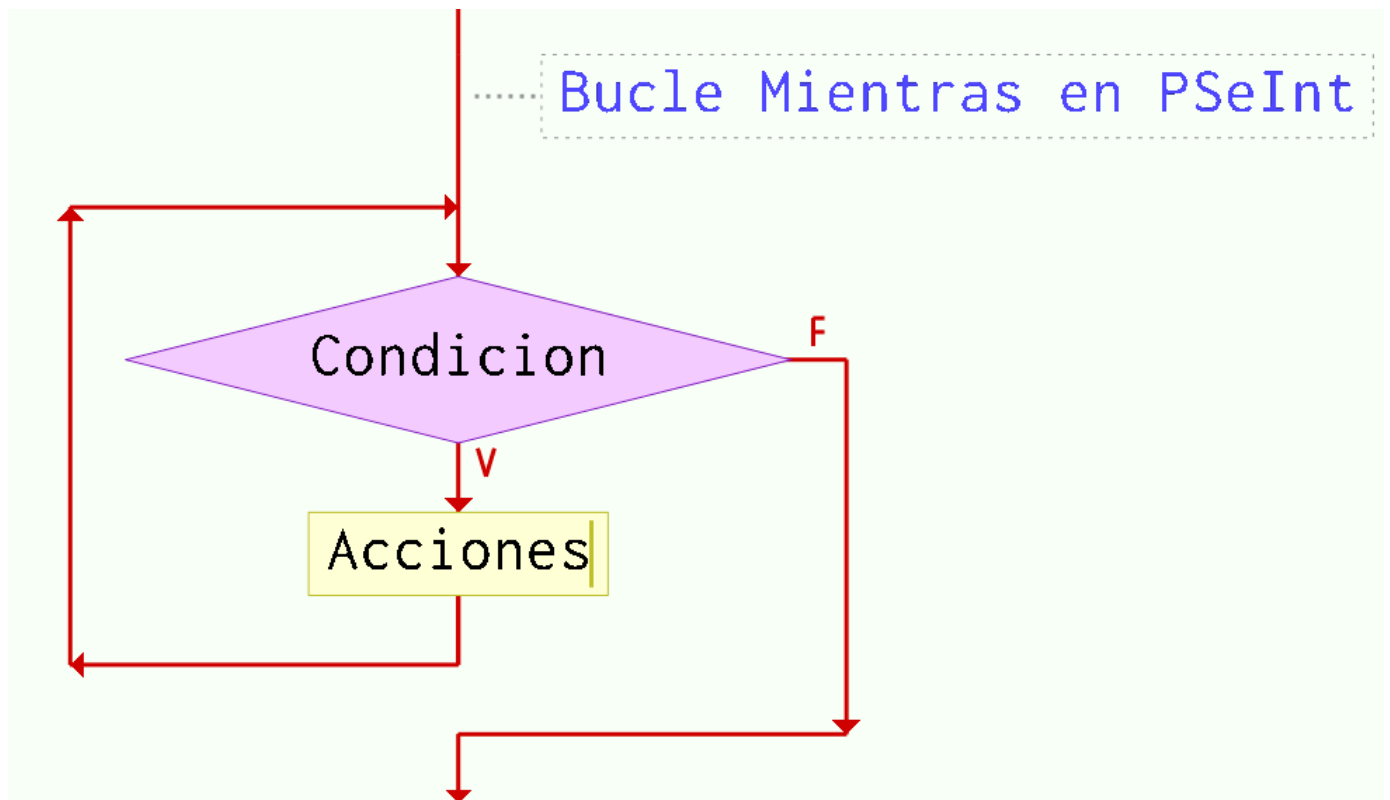 Bucle Mientras en PSeInt
Condicion
F
V
Acciones